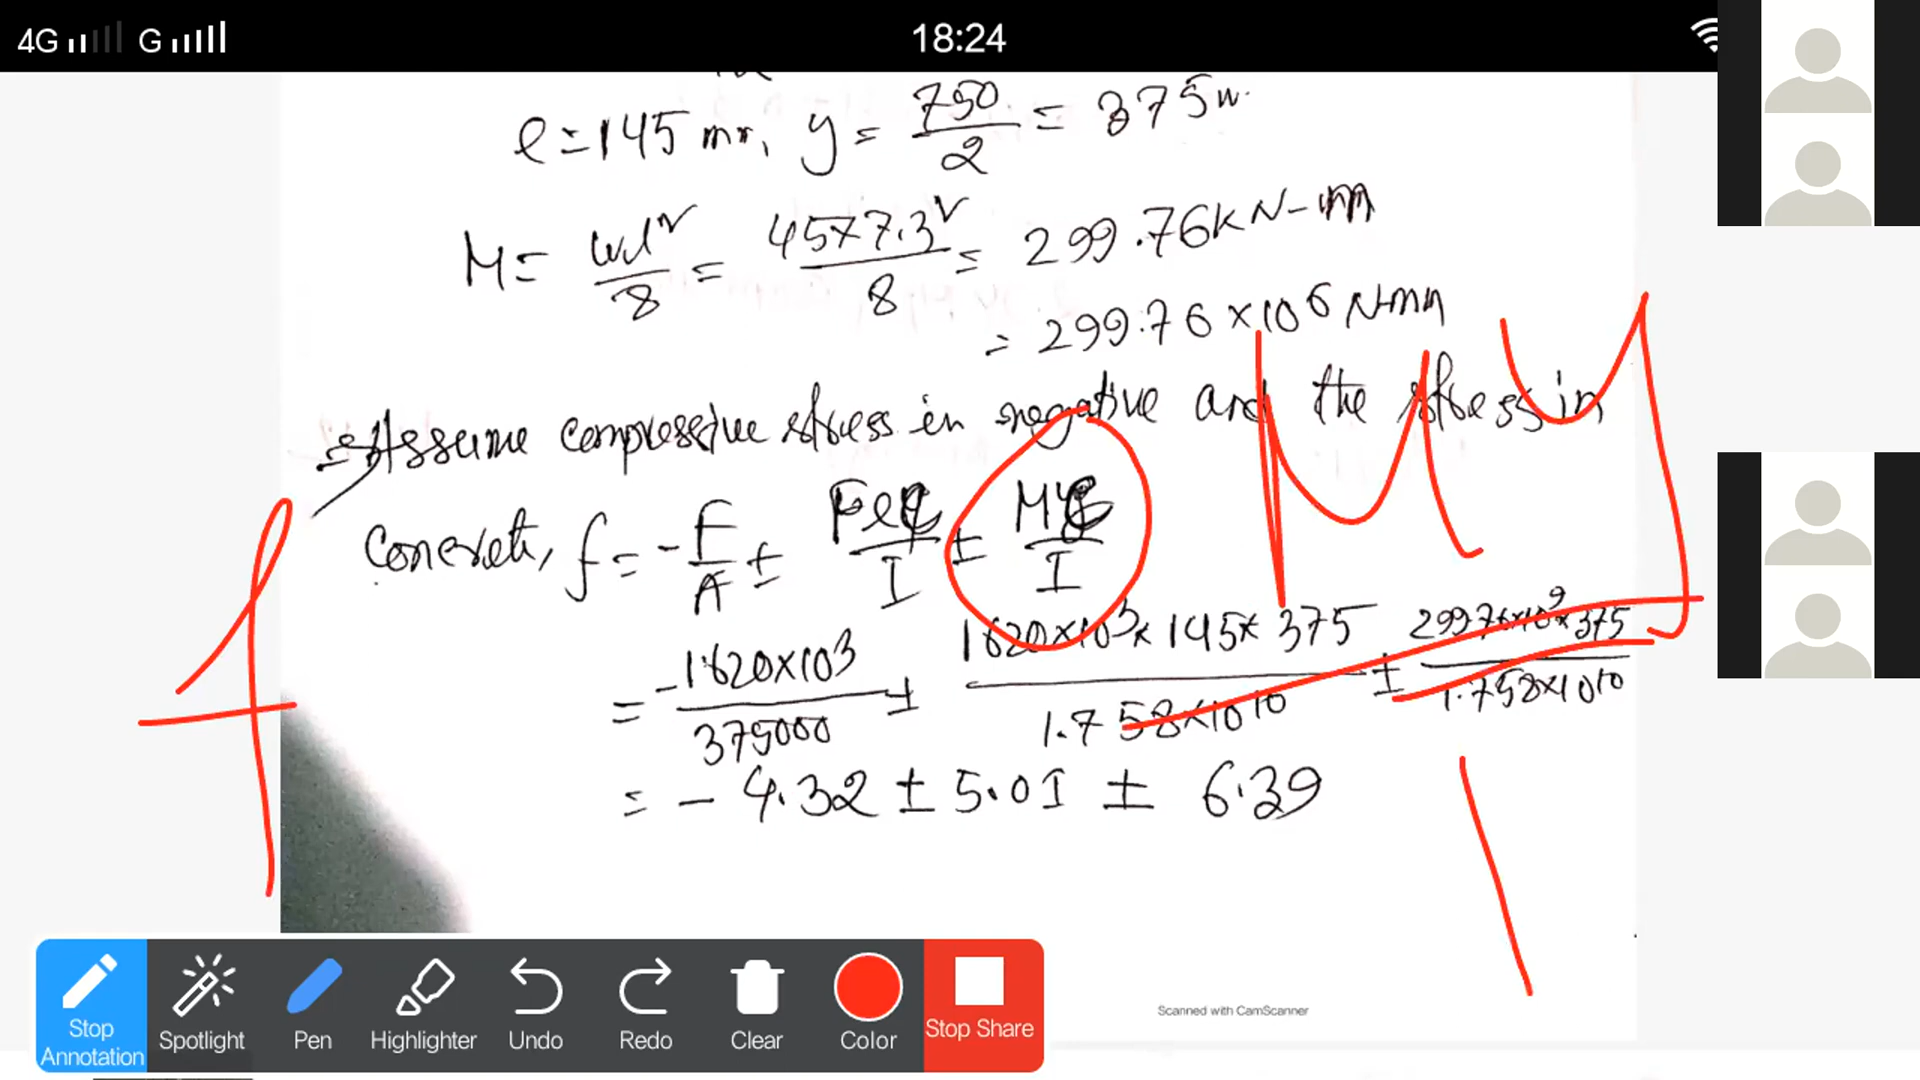 4G G 18:24
e = 145 mm, y = 750/2 = 375 m.
M = wl²/8 = 45×7.3²/8 = 299.76 kN-m
= 299.76×10⁶ N-mm
⇒ Assume compressive stress in negative and the stress in
concrete, f = - F/A ± Fey/I ± My/I
M y
= - 1620×10³/375000 ± 1620×10³×145×375/1.758×10¹⁰ ± 299.76×10⁹×375/1.758×10¹⁰
= - 4.32 ± 5.01 ± 6.39
Scanned with CamScanner
Stop Annotation Spotlight Pen Highlighter Undo Redo Clear Color Stop Share